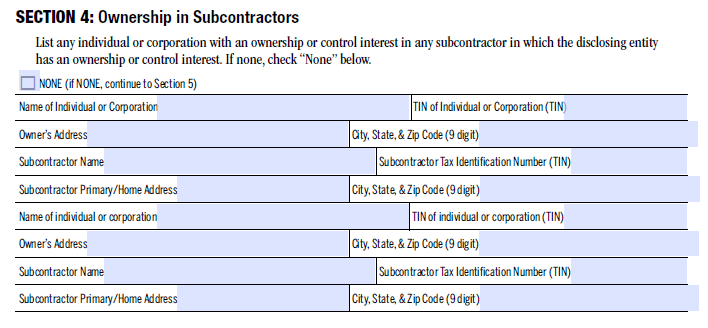 SECTION 4: Ownership in Subcontractors
List any individual or corporation with an ownership or control interest in any subcontractor in which the disclosing entity
has an ownership or control interest. If none, check “None” below.
NONE (if NONE, continue to Section 5)
Name of Individual or Corporation TIN of Individual or Corporation (TIN)
Owner's Address City, State, & Zip Code (9 digit)
Subcontractor Name Subcontractor Tax Identification Number (TIN)
Subcontractor Primary/Home Address City, State, & Zip Code (9 digit)
Name of individual or corporation TIN of individual or corporation (TIN)
Owner's Address City, State, & Zip Code (9 digit)
Subcontractor Name Subcontractor Tax Identification Number (TIN)
Subcontractor Primary/Home Address City, State, & Zip Code (9 digit)